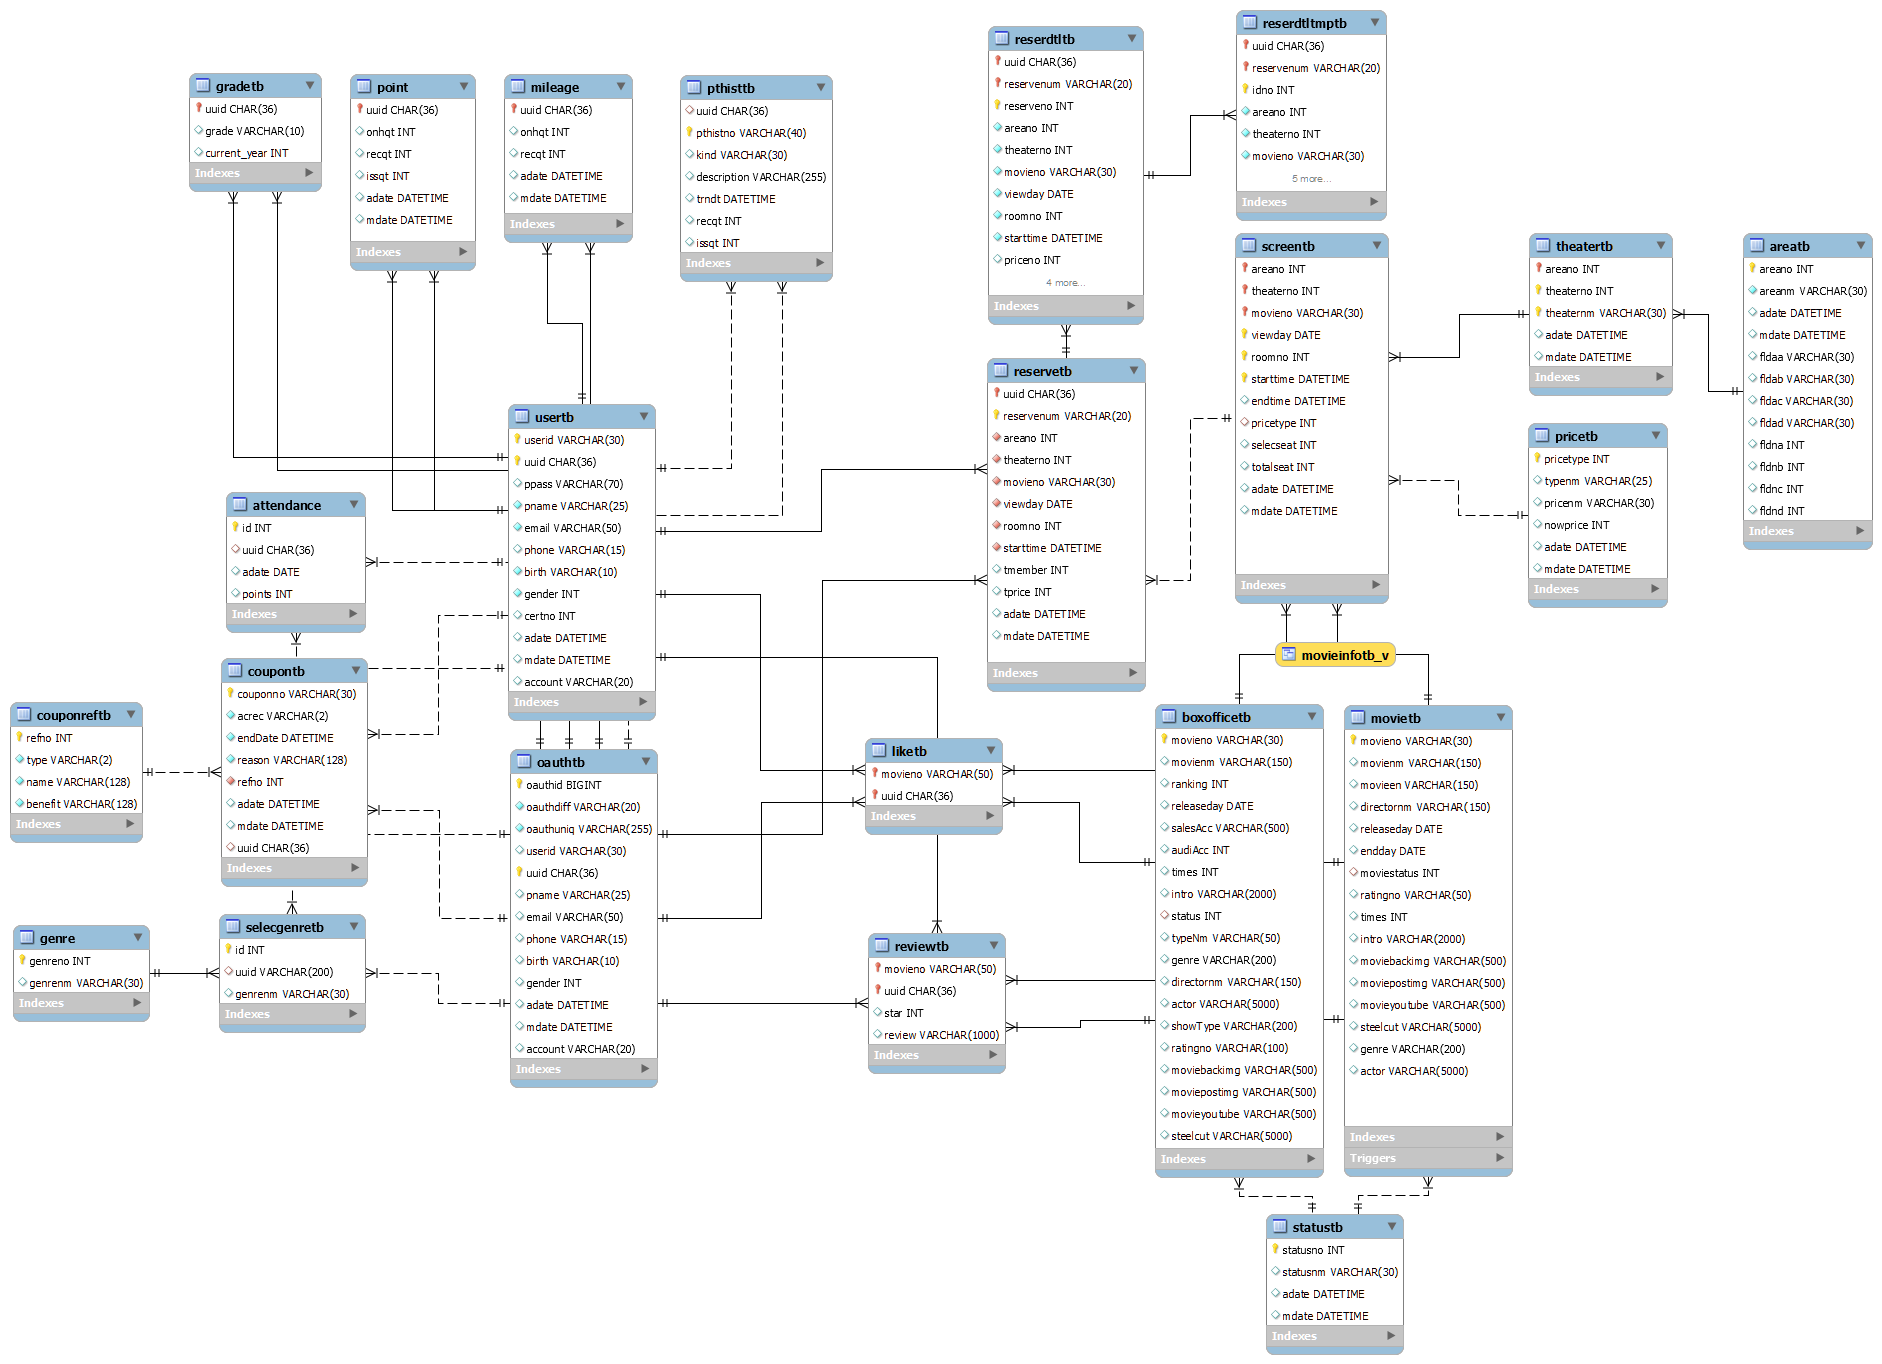 gradetb
uuid CHAR(36)
grade VARCHAR(10)
current_year INT
Indexes
point
uuid CHAR(36)
onhqt INT
recqt INT
issqt INT
adate DATETIME
mdate DATETIME
Indexes
mileage
uuid CHAR(36)
onhqt INT
recqt INT
adate DATETIME
mdate DATETIME
Indexes
pthisttb
uuid CHAR(36)
pthistno VARCHAR(40)
kind VARCHAR(30)
description VARCHAR(255)
trndt DATETIME
recqt INT
issqt INT
Indexes
reserdtltb
uuid CHAR(36)
reservenum VARCHAR(20)
reserveno INT
areano INT
theaterno INT
movieno VARCHAR(30)
viewday DATE
roomno INT
starttime DATETIME
priceno INT
4 more...
Indexes
reserdtltmptb
uuid CHAR(36)
reservenum VARCHAR(20)
idno INT
areano INT
theaterno INT
movieno VARCHAR(30)
5 more...
Indexes
screentb
areano INT
theaterno INT
movieno VARCHAR(30)
viewday DATE
roomno INT
starttime DATETIME
endtime DATETIME
pricetype INT
selecseat INT
totalseat INT
adate DATETIME
mdate DATETIME
Indexes
theatertb
areano INT
theaterno INT
theaternm VARCHAR(30)
adate DATETIME
mdate DATETIME
Indexes
areatb
areano INT
areanm VARCHAR(30)
adate DATETIME
mdate DATETIME
fldaa VARCHAR(30)
fldab VARCHAR(30)
fldac VARCHAR(30)
fldad VARCHAR(30)
fldna INT
fldnb INT
fldnc INT
fldnd INT
Indexes
pricetb
pricetype INT
typenm VARCHAR(25)
pricenm VARCHAR(30)
nowprice INT
adate DATETIME
mdate DATETIME
Indexes
reservetb
uuid CHAR(36)
reservenum VARCHAR(20)
areano INT
theaterno INT
movieno VARCHAR(30)
viewday DATE
roomno INT
starttime DATETIME
tmember INT
tprice INT
adate DATETIME
mdate DATETIME
Indexes
usertb
userid VARCHAR(30)
uuid CHAR(36)
ppass VARCHAR(70)
pname VARCHAR(25)
email VARCHAR(50)
phone VARCHAR(15)
birth VARCHAR(10)
gender INT
certno INT
adate DATETIME
mdate DATETIME
account VARCHAR(20)
Indexes
attendance
id INT
uuid CHAR(36)
adate DATE
points INT
Indexes
coupontb
couponno VARCHAR(30)
acrec VARCHAR(2)
endDate DATETIME
reason VARCHAR(128)
refno INT
adate DATETIME
mdate DATETIME
uuid CHAR(36)
Indexes
couponreftb
refno INT
type VARCHAR(2)
name VARCHAR(128)
benefit VARCHAR(128)
Indexes
genre
genreno INT
genrenm VARCHAR(30)
Indexes
selecgenretb
id INT
uuid VARCHAR(200)
genrenm VARCHAR(30)
Indexes
oauthtb
oauthid BIGINT
oauthdiff VARCHAR(20)
oauthuniq VARCHAR(255)
userid VARCHAR(30)
uuid CHAR(36)
pname VARCHAR(25)
email VARCHAR(50)
phone VARCHAR(15)
birth VARCHAR(10)
gender INT
adate DATETIME
mdate DATETIME
account VARCHAR(20)
Indexes
liketb
movieno VARCHAR(50)
uuid CHAR(36)
Indexes
reviewtb
movieno VARCHAR(50)
uuid CHAR(36)
star INT
review VARCHAR(1000)
Indexes
movieinfotb_v
boxofficetb
movieno VARCHAR(30)
movienm VARCHAR(150)
ranking INT
releaseday DATE
salesAcc VARCHAR(500)
audiAcc INT
times INT
intro VARCHAR(2000)
status INT
typeNm VARCHAR(50)
genre VARCHAR(200)
directornm VARCHAR(150)
actor VARCHAR(5000)
showType VARCHAR(200)
ratingno VARCHAR(100)
moviebackimg VARCHAR(500)
moviepostimg VARCHAR(500)
movieyoutube VARCHAR(500)
steelcut VARCHAR(5000)
Indexes
movietb
movieno VARCHAR(30)
movienm VARCHAR(150)
movieen VARCHAR(150)
directornm VARCHAR(150)
releaseday DATE
endday DATE
moviestatus INT
ratingno VARCHAR(50)
times INT
intro VARCHAR(2000)
moviebackimg VARCHAR(500)
moviepostimg VARCHAR(500)
movieyoutube VARCHAR(500)
steelcut VARCHAR(5000)
genre VARCHAR(200)
actor VARCHAR(5000)
Indexes
Triggers
statustb
statusno INT
statusnm VARCHAR(30)
adate DATETIME
mdate DATETIME
Indexes